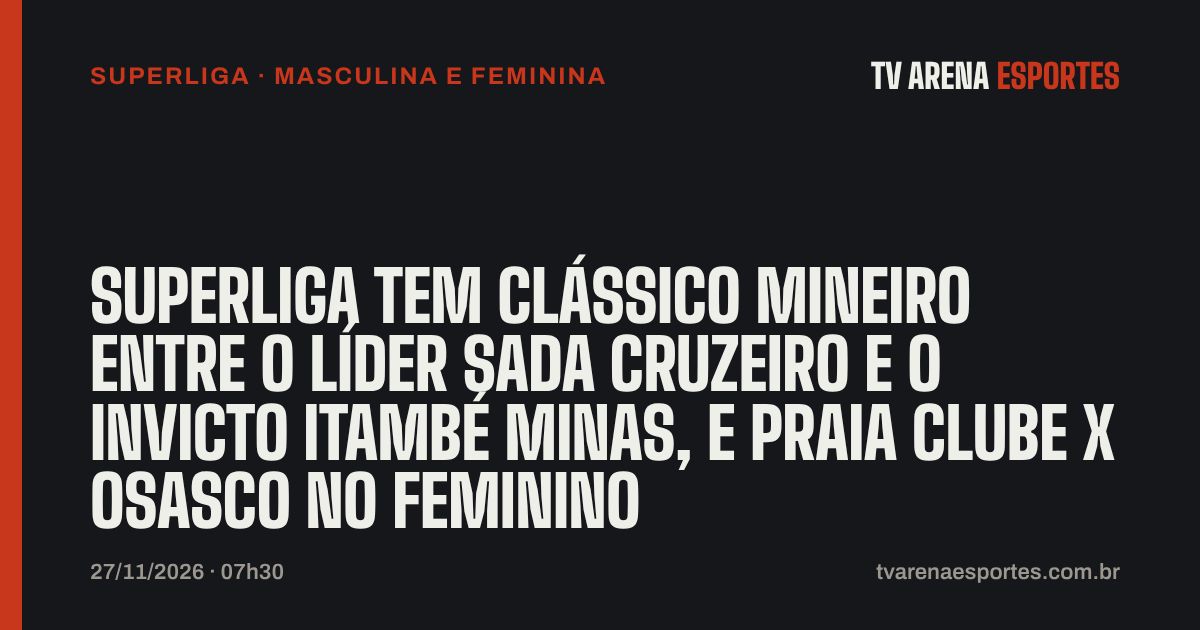 SUPERLIGA · MASCULINA E FEMININA
TV ARENA ESPORTES
SUPERLIGA TEM CLÁSSICO MINEIRO
ENTRE O LÍDER SADA CRUZEIRO E O
INVICTO ITAMBÉ MINAS, E PRAIA CLUBE X
OSASCO NO FEMININO
27/11/2026 · 07h30
tvarenaesportes.com.br